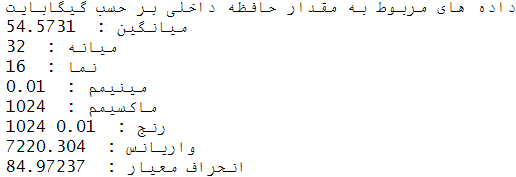 داده های مربوط به مقدار حافظه داخلی بر حسب گیگابایت
میانگین : 54.5731
میانه : 32
نما : 16
مینیمم : 0.01
ماکسیمم : 1024
رنج : 0.01 1024
واریانس : 7220.304
انحراف معیار : 84.97237